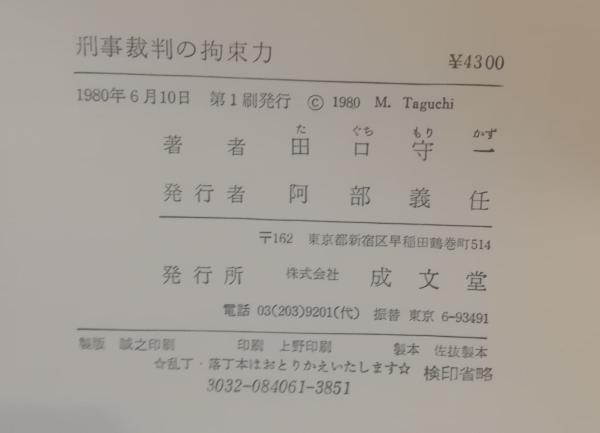 刑事裁判の拘束力
¥4300
1980年6月10日 第1刷発行 © 1980 M. Taguchi
た ぐち もり かず
著者 田口守一
発行者 阿部義任
〒162 東京都新宿区早稲田鶴巻町514
発行所 株式会社 成文堂
電話 03(203)9201(代) 振替 東京 6-93491
製版 誠之印刷 印刷 上野印刷 製本 佐抜製本
☆乱丁・落丁本はおとりかえいたします☆ 検印省略
3032-084061-3851